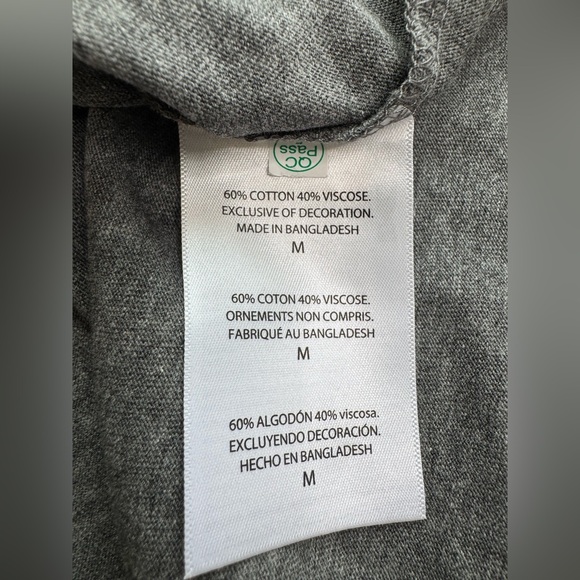 QC
Pass
60% COTTON 40% VISCOSE.
EXCLUSIVE OF DECORATION.
MADE IN BANGLADESH
M
60% COTON 40% VISCOSE.
ORNEMENTS NON COMPRIS.
FABRIQUÉ AU BANGLADESH
M
60% ALGODÓN 40% viscosa.
EXCLUYENDO DECORACIÓN.
HECHO EN BANGLADESH
M